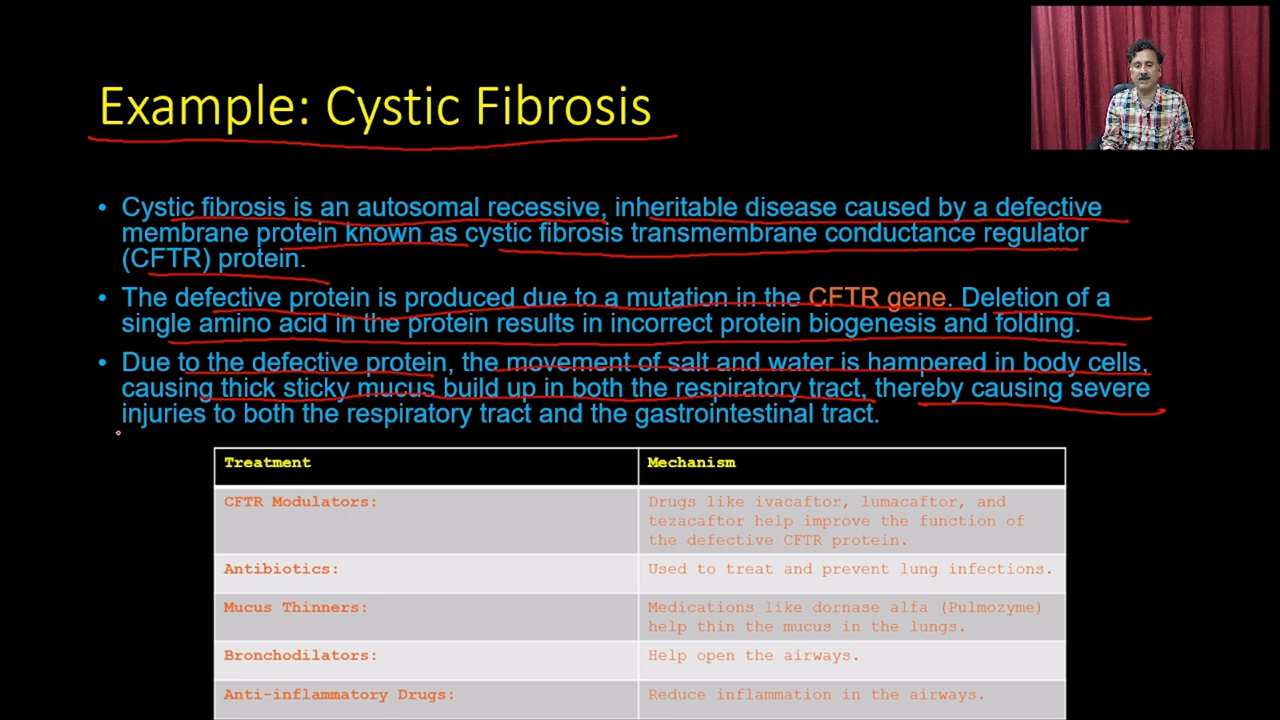 Example: Cystic Fibrosis
• Cystic fibrosis is an autosomal recessive, inheritable disease caused by a defective
membrane protein known as cystic fibrosis transmembrane conductance regulator
(CFTR) protein.
• The defective protein is produced due to a mutation in the CFTR gene. Deletion of a
single amino acid in the protein results in incorrect protein biogenesis and folding.
• Due to the defective protein, the movement of salt and water is hampered in body cells,
causing thick sticky mucus build up in both the respiratory tract, thereby causing severe
injuries to both the respiratory tract and the gastrointestinal tract.
Treatment Mechanism
CFTR Modulators: Drugs like ivacaftor, lumacaftor, and
tezacaftor help improve the function of
the defective CFTR protein.
Antibiotics: Used to treat and prevent lung infections.
Mucus Thinners: Medications like dornase alfa (Pulmozyme)
help thin the mucus in the lungs.
Bronchodilators: Help open the airways.
Anti-inflammatory Drugs: Reduce inflammation in the airways.